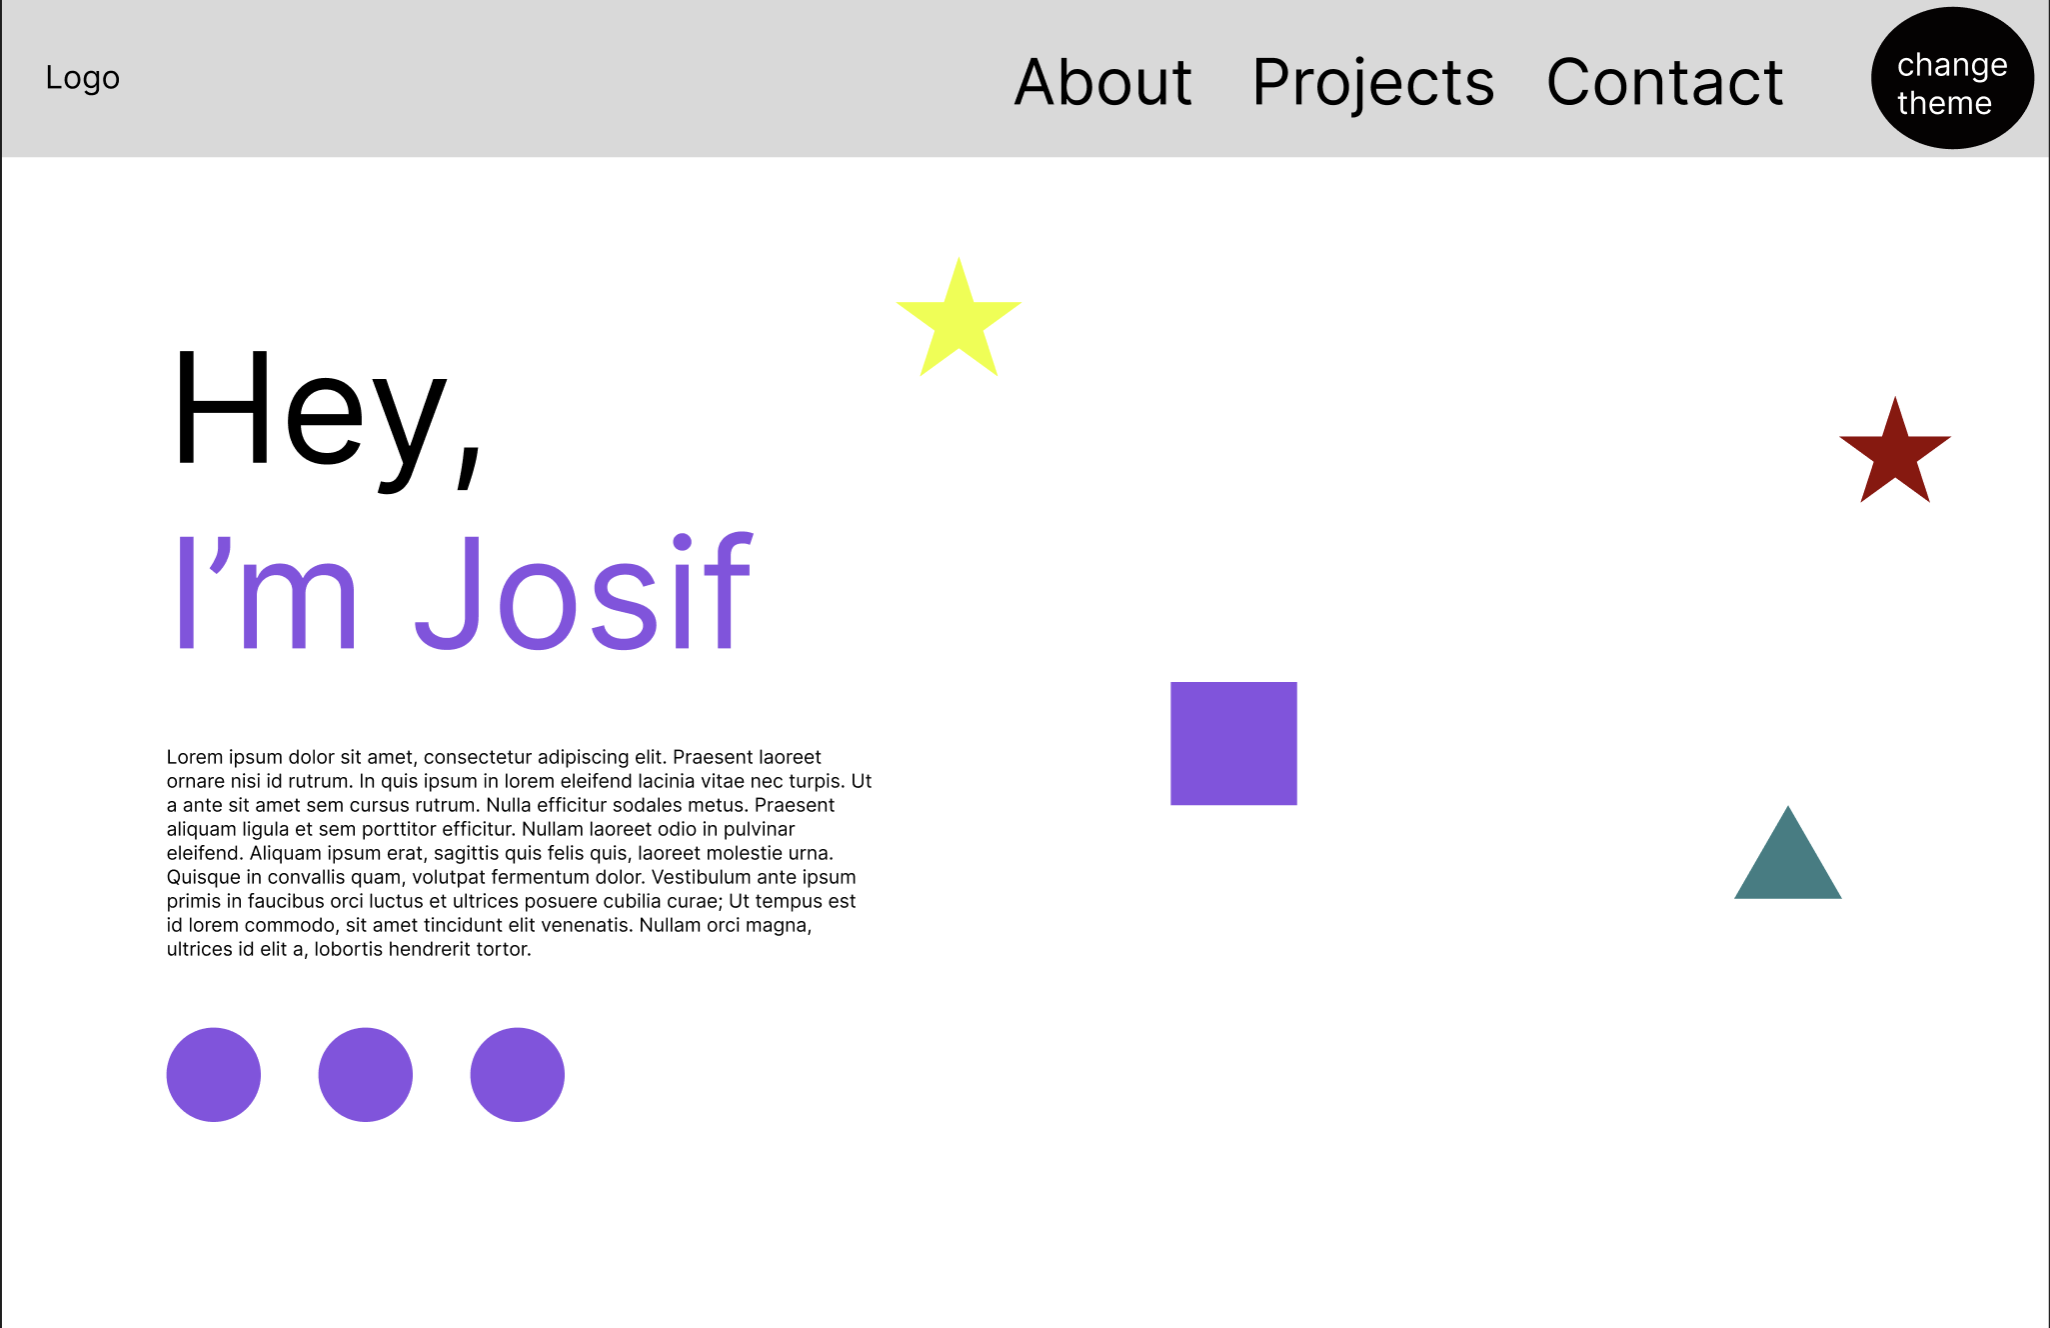 Logo
About Projects Contact
change
theme
Hey,
I’m Josif
Lorem ipsum dolor sit amet, consectetur adipiscing elit. Praesent laoreet
ornare nisi id rutrum. In quis ipsum in lorem eleifend lacinia vitae nec turpis. Ut
a ante sit amet sem cursus rutrum. Nulla efficitur sodales metus. Praesent
aliquam ligula et sem porttitor efficitur. Nullam laoreet odio in pulvinar
eleifend. Aliquam ipsum erat, sagittis quis felis quis, laoreet molestie urna.
Quisque in convallis quam, volutpat fermentum dolor. Vestibulum ante ipsum
primis in faucibus orci luctus et ultrices posuere cubilia curae; Ut tempus est
id lorem commodo, sit amet tincidunt elit venenatis. Nullam orci magna,
ultrices id elit a, lobortis hendrerit tortor.